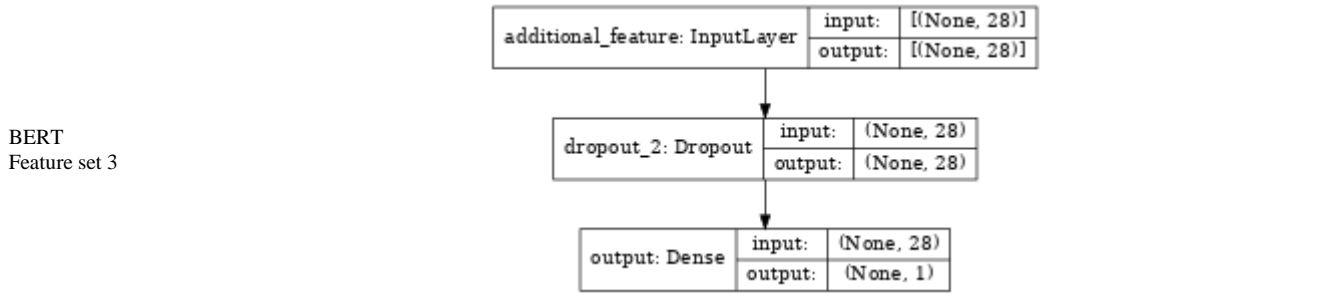 additional_feature: InputLayer
input:
[(None, 28)]
output:
[(None, 28)]
BERT
Feature set 3
dropout_2: Dropout
input:
(None, 28)
output:
(None, 28)
output: Dense
input:
(None, 28)
output:
(None, 1)